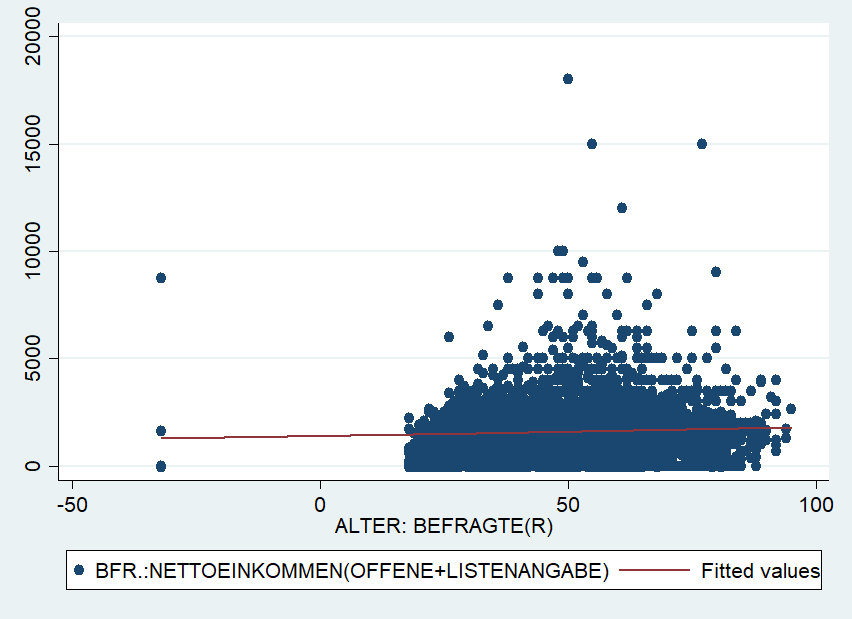 20000
15000
10000
5000
0
-50 0 50 100
ALTER: BEFRAGTE(R)
BFR.:NETTOEINKOMMEN(OFFENE+LISTENANGABE) Fitted values